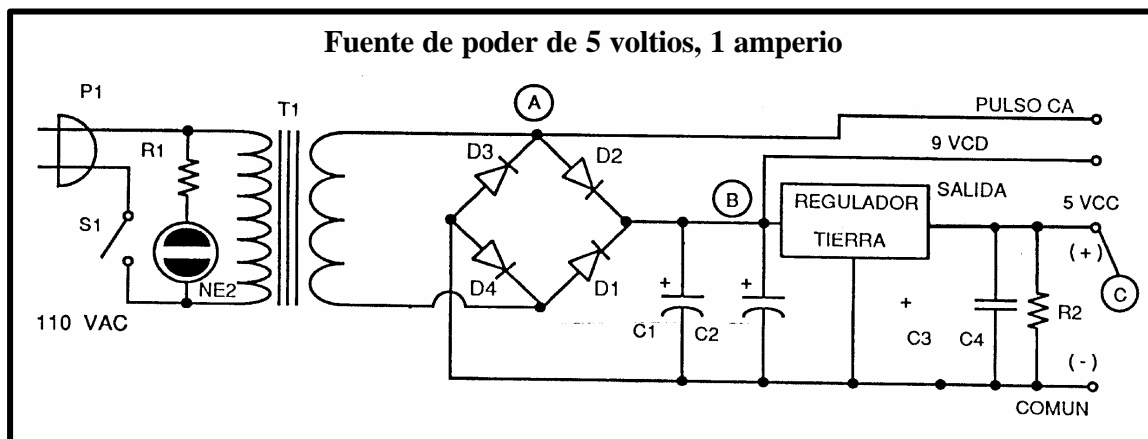 Fuente de poder de 5 voltios, 1 amperio
P1
T1
A
PULSO CA
R1
D3
D2
9 VCD
S1
B
REGULADOR
TIERRA
SALIDA
5 VCC
(+)
C
NE2
D4
D1
+
+
+
C1
C2
C3
C4
R2
110 VAC
(-)
COMUN